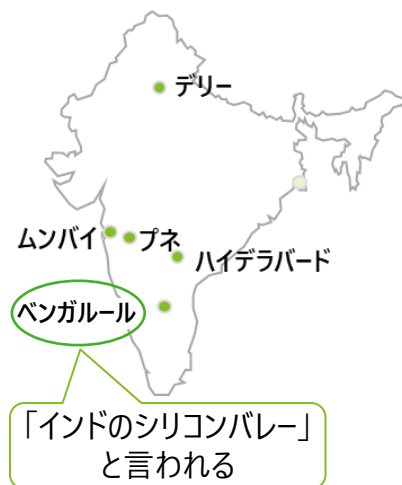 デリー
ムンバイ
プネ
ハイデラバード
ベンガルール
「インドのシリコンバレー」
と言われる